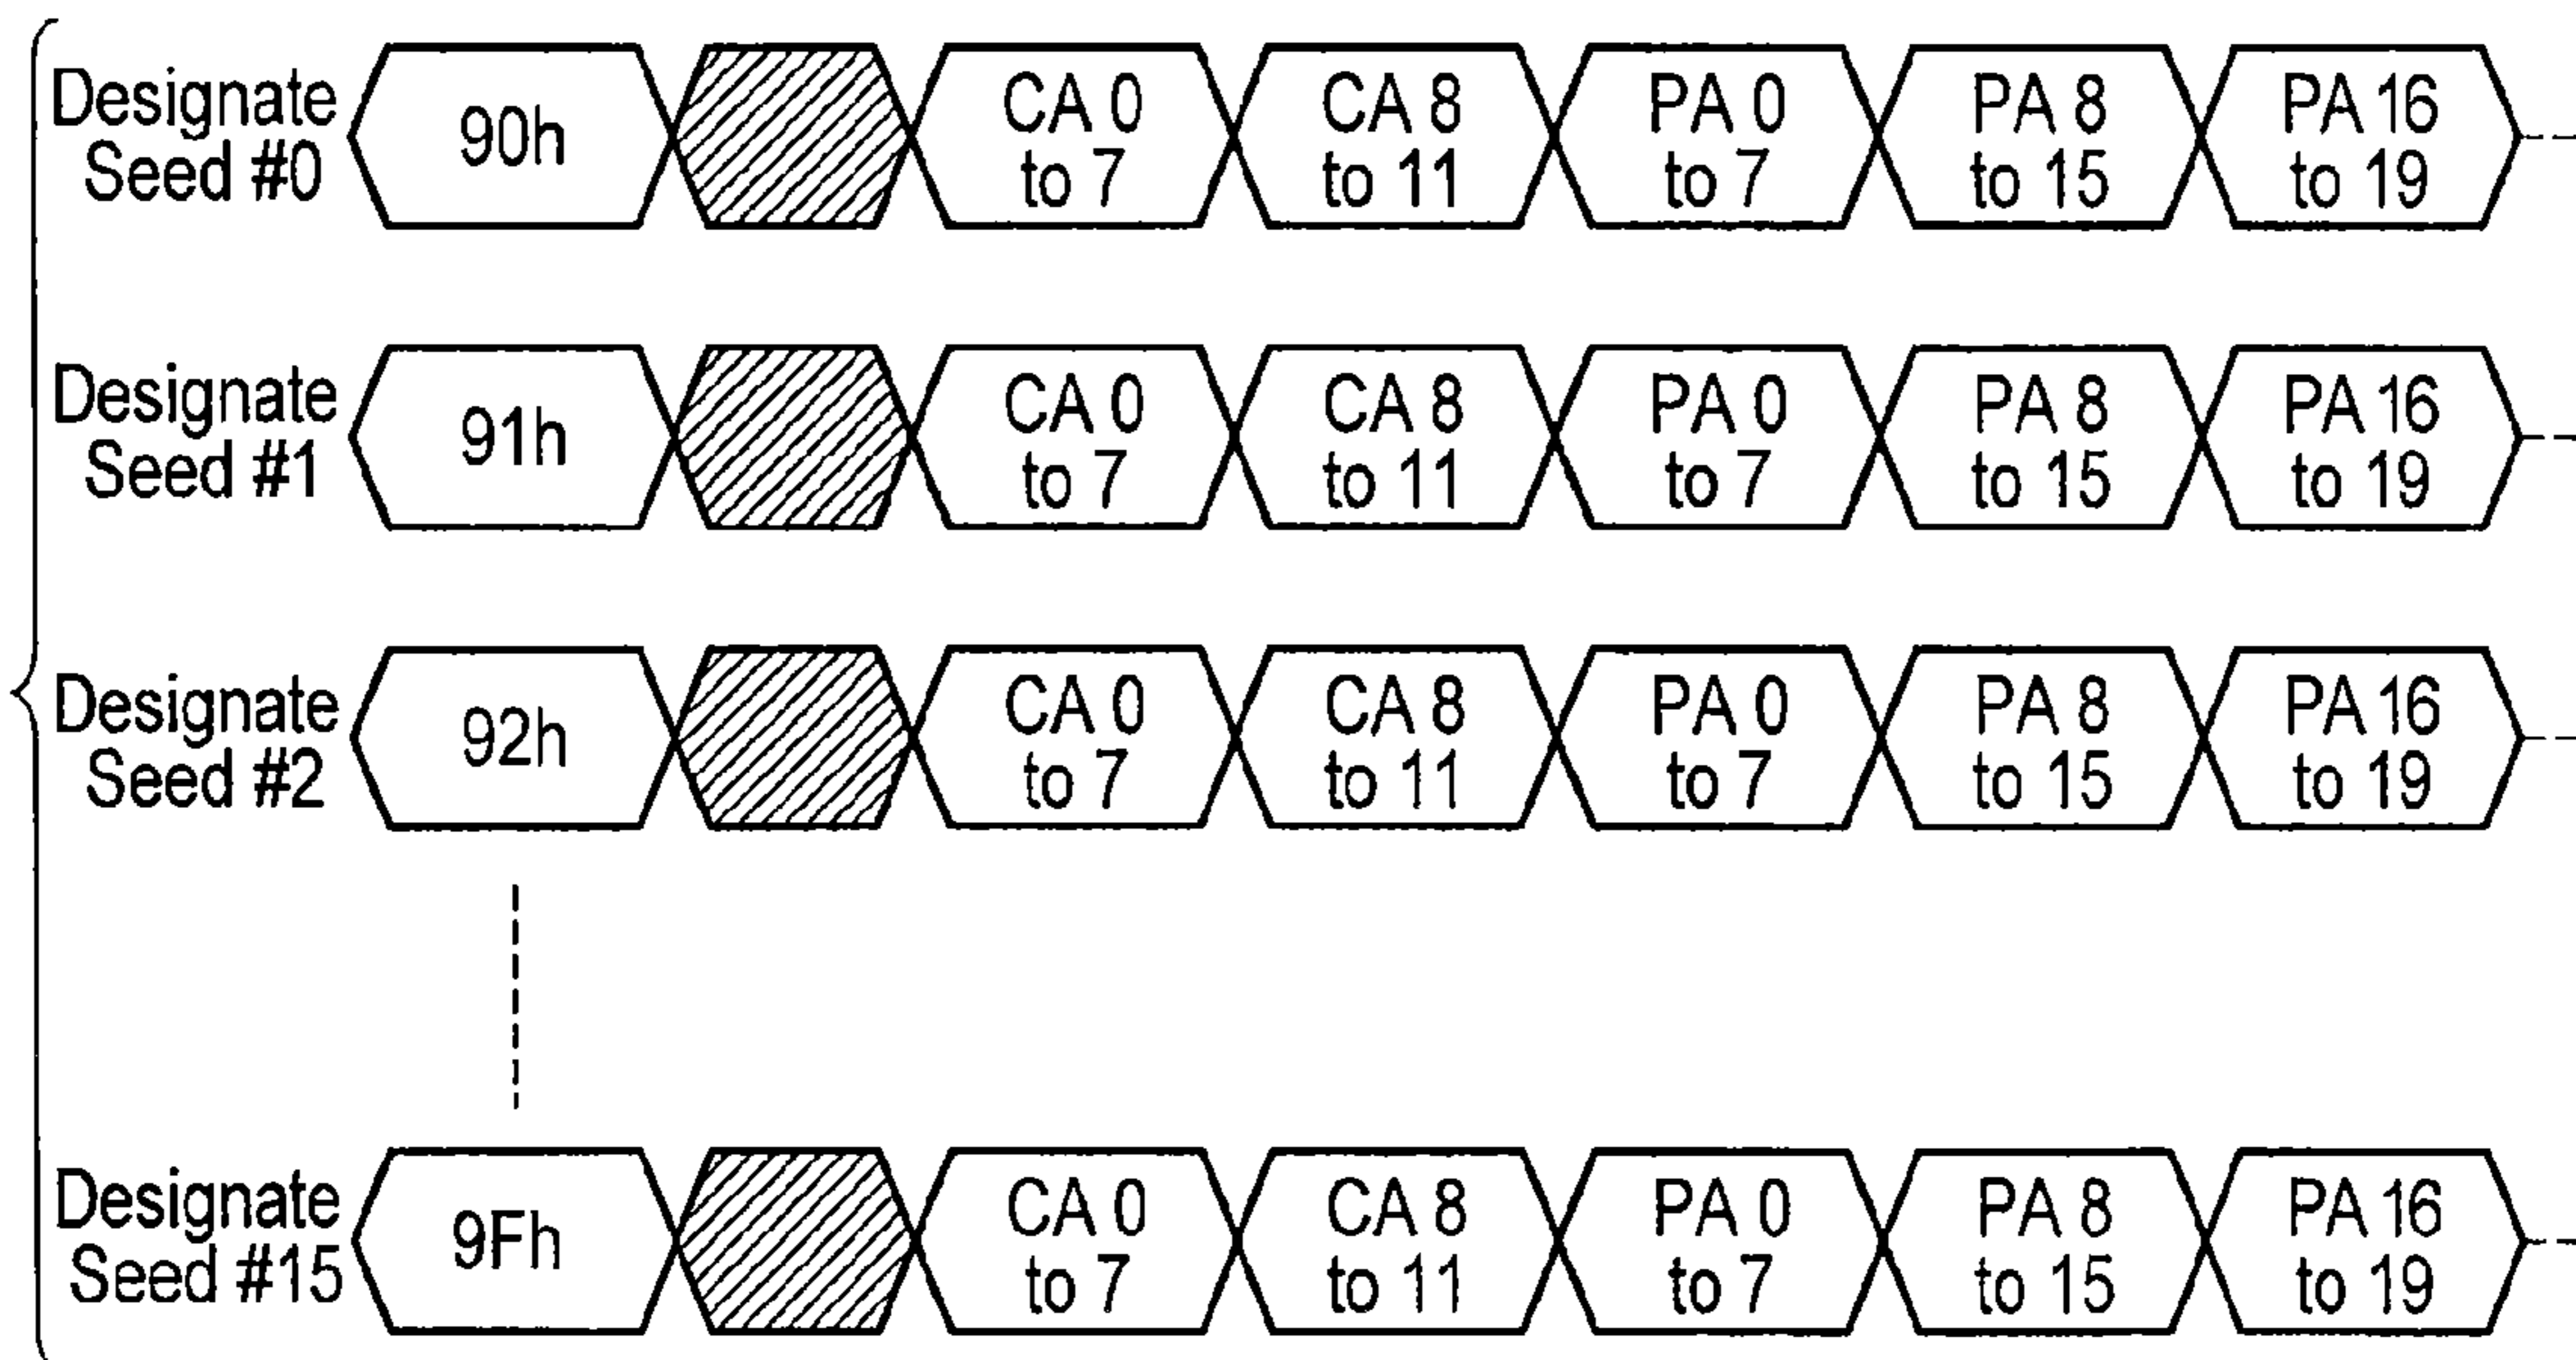 Designate
Seed #0
90h
CA 0
to 7
CA 8
to 11
PA 0
to 7
PA 8
to 15
PA 16
to 19
Designate
Seed #1
91h
CA 0
to 7
CA 8
to 11
PA 0
to 7
PA 8
to 15
PA 16
to 19
Designate
Seed #2
92h
CA 0
to 7
CA 8
to 11
PA 0
to 7
PA 8
to 15
PA 16
to 19
Designate
Seed #15
9Fh
CA 0
to 7
CA 8
to 11
PA 0
to 7
PA 8
to 15
PA 16
to 19